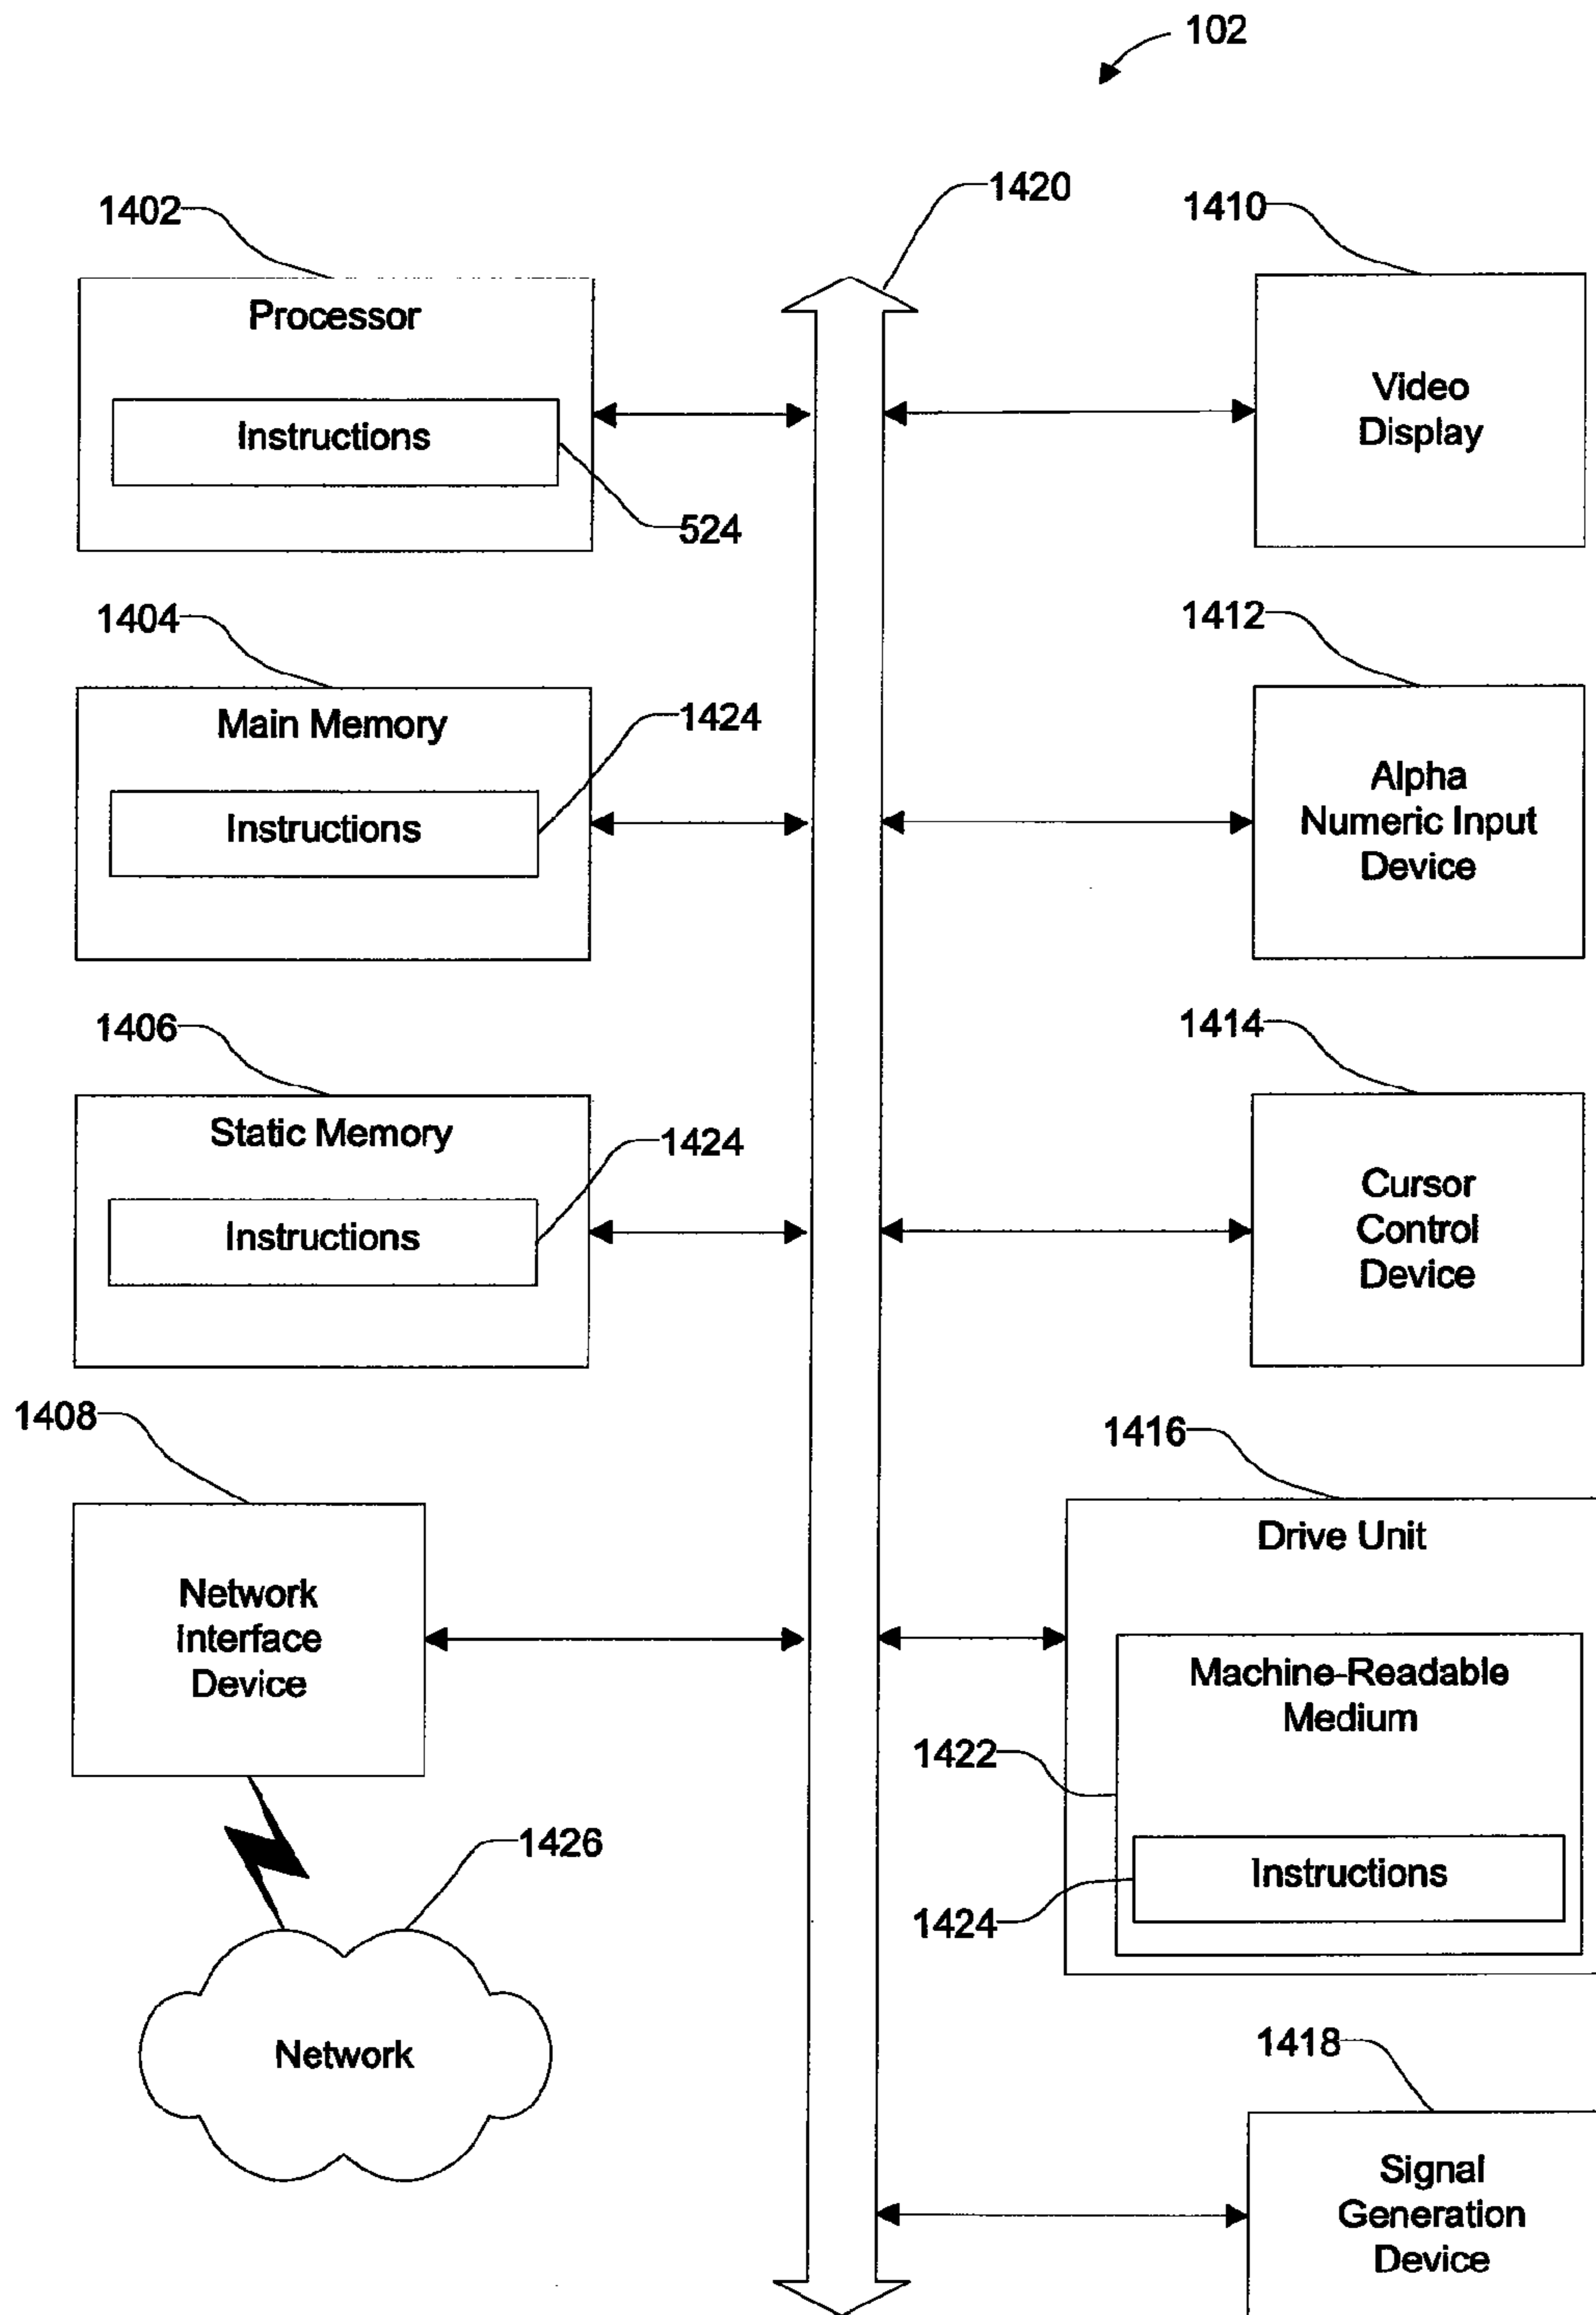 102
1420
1402
1410
Processor
Instructions
524
Video
Display
1404
1412
Main Memory
1424
Instructions
Alpha
Numeric Input
Device
1406
1414
Static Memory
1424
Instructions
Cursor
Control
Device
1408
1416
Drive Unit
Network
Interface
Device
Machine-Readable
Medium
1422
1426
Instructions
1424
Network
1418
Signal
Generation
Device